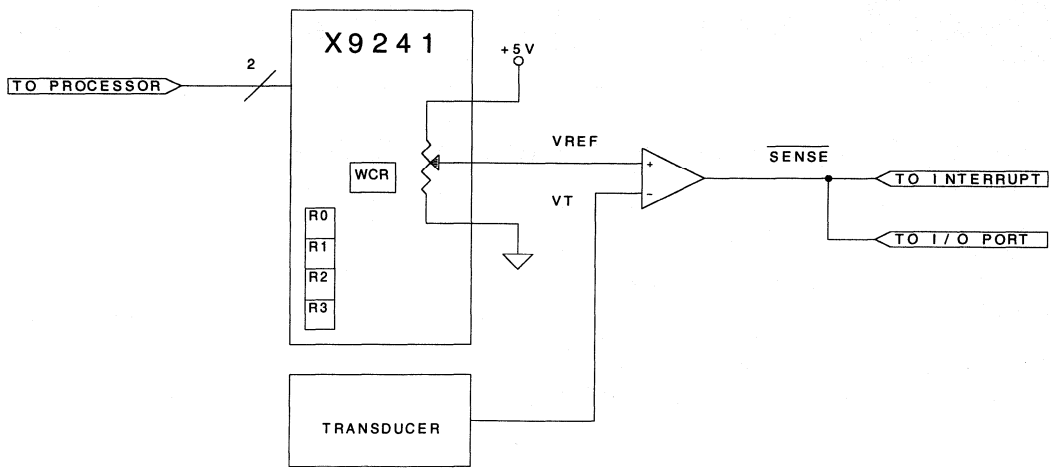 X9241
+5V
2
TO PROCESSOR
VREF
+
SENSE
WCR
TO INTERRUPT
VT
-
R0
R1
TO I/O PORT
R2
R3
TRANSDUCER